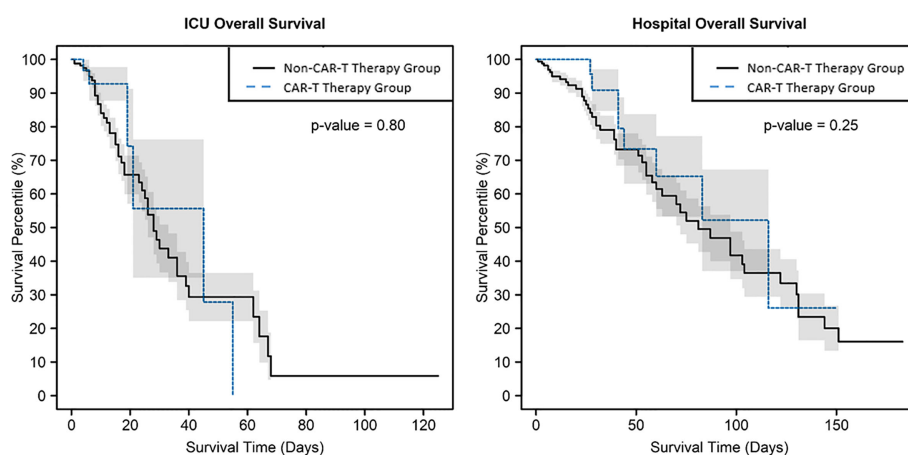 ICU Overall Survival
Survival Percentile (%)
100
90
80
70
60
50
40
30
20
10
0
Non-CAR-T Therapy Group
CAR-T Therapy Group
p-value = 0.80
0 20 40 60 80 100 120
Survival Time (Days)
Hospital Overall Survival
Survival Percentile (%)
100
90
80
70
60
50
40
30
20
10
0
Non-CAR-T Therapy Group
CAR-T Therapy Group
p-value = 0.25
0 50 100 150
Survival Time (Days)